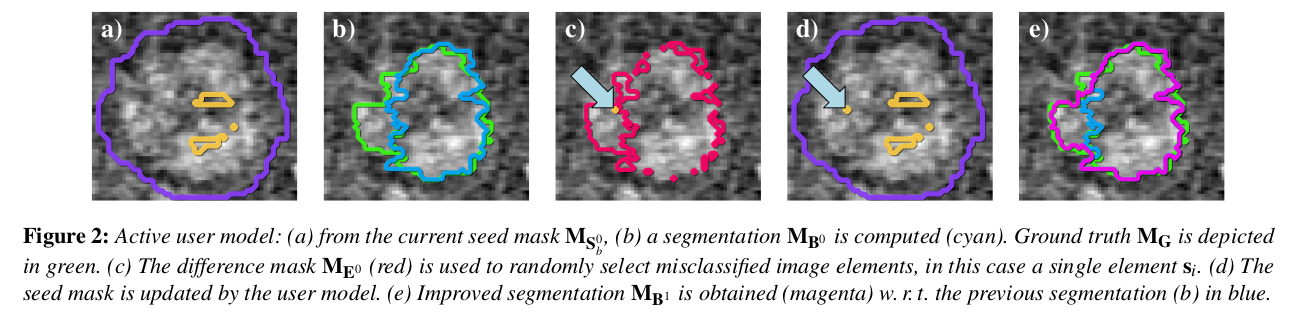 a) b) c) d) e)
Figure 2: Active user model: (a) from the current seed mask M_{S_b^0}, (b) a segmentation M_{B^0} is computed (cyan). Ground truth M_G is depicted
in green. (c) The difference mask M_{E^0} (red) is used to randomly select misclassified image elements, in this case a single element s_i. (d) The
seed mask is updated by the user model. (e) Improved segmentation M_{B^1} is obtained (magenta) w. r. t. the previous segmentation (b) in blue.